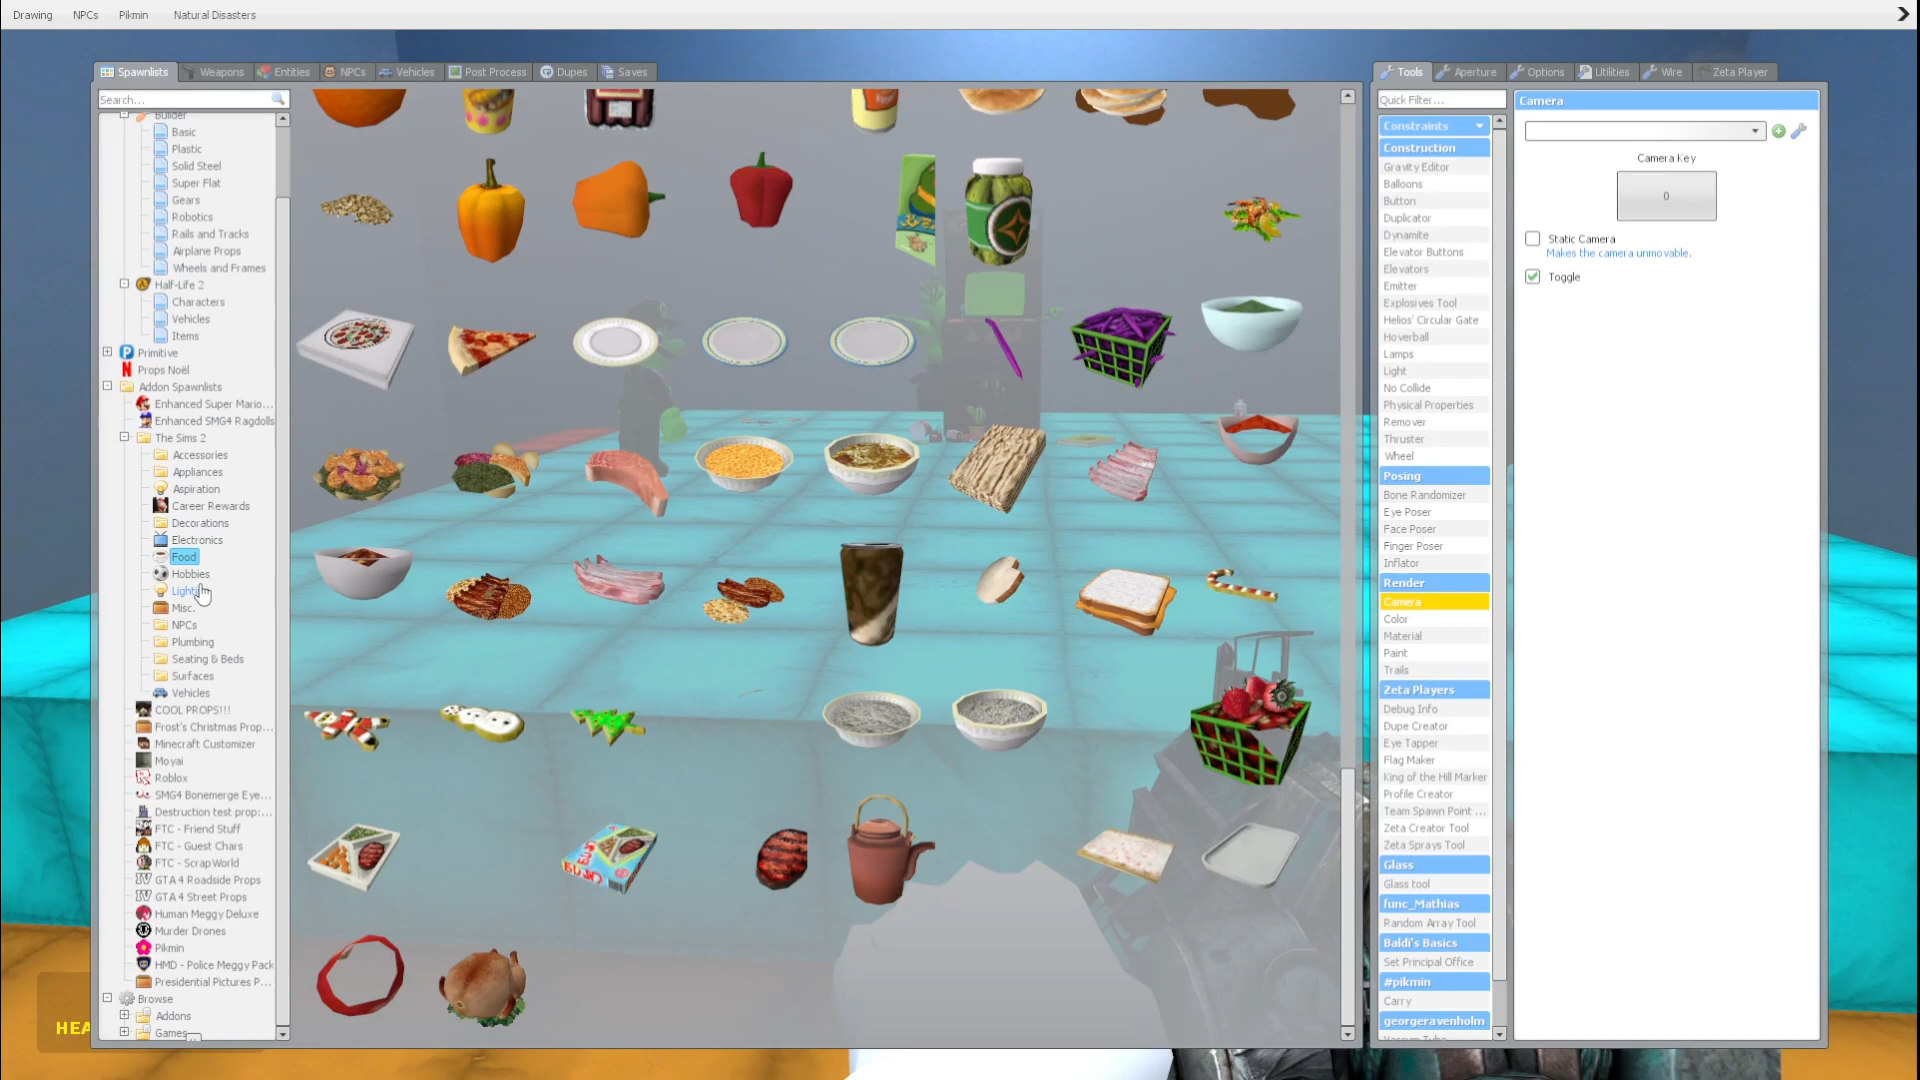 Drawing NPCs Pikmin Natural Disasters
Spawnlists Weapons Entities NPCs Vehicles Post Process Dupes Saves
Search...
Builder
Basic
Plastic
Solid Steel
Super Flat
Gears
Robotics
Rails and Tracks
Airplane Props
Wheels and Frames
Half-Life 2
Characters
Vehicles
Items
Primitive
Props Noël
Addon Spawnlists
Enhanced Super Mario...
Enhanced SMG4 Ragdolls
The Sims 2
Accessories
Appliances
Aspiration
Career Rewards
Decorations
Electronics
Food
Hobbies
Misc.
NPCs
Plumbing
Seating & Beds
Surfaces
Vehicles
COOL PROPS!!!
Frost's Christmas Prop...
Minecraft Customizer
Moyai
Roblox
SMG4 Bonemerge Eye...
Destruction test prop:...
FTC - Friend Stuff
FTC - Guest Chars
FTC - ScrapWorld
GTA 4 Roadside Props
GTA 4 Street Props
Human Meggy Deluxe
Murder Drones
Pikmin
HMD - Police Meggy Pack
Presidential Pictures P...
Browse
Addons
Games
HEA
Tools Aperture Options Utilities Wire Zeta Player
Quick Filter...
Constraints
Construction
Gravity Editor
Balloons
Button
Duplicator
Dynamite
Elevator Buttons
Elevators
Emitter
Explosives Tool
Helios' Circular Gate
Hoverball
Lamps
Light
No Collide
Physical Properties
Remover
Thruster
Wheel
Posing
Bone Randomizer
Eye Poser
Face Poser
Finger Poser
Inflator
Render
Camera
Color
Material
Paint
Trails
Zeta Players
Debug Info
Dupe Creator
Eye Tapper
Flag Maker
King of the Hill Marker
Profile Creator
Team Spawn Point ...
Zeta Creator Tool
Zeta Sprays Tool
Glass
Glass tool
func_Mathias
Random Array Tool
Baldi's Basics
Set Principal Office
#pikmin
Carry
georgeravenholm
Camera
Camera Key
0
Static Camera
Makes the camera unmovable.
Toggle